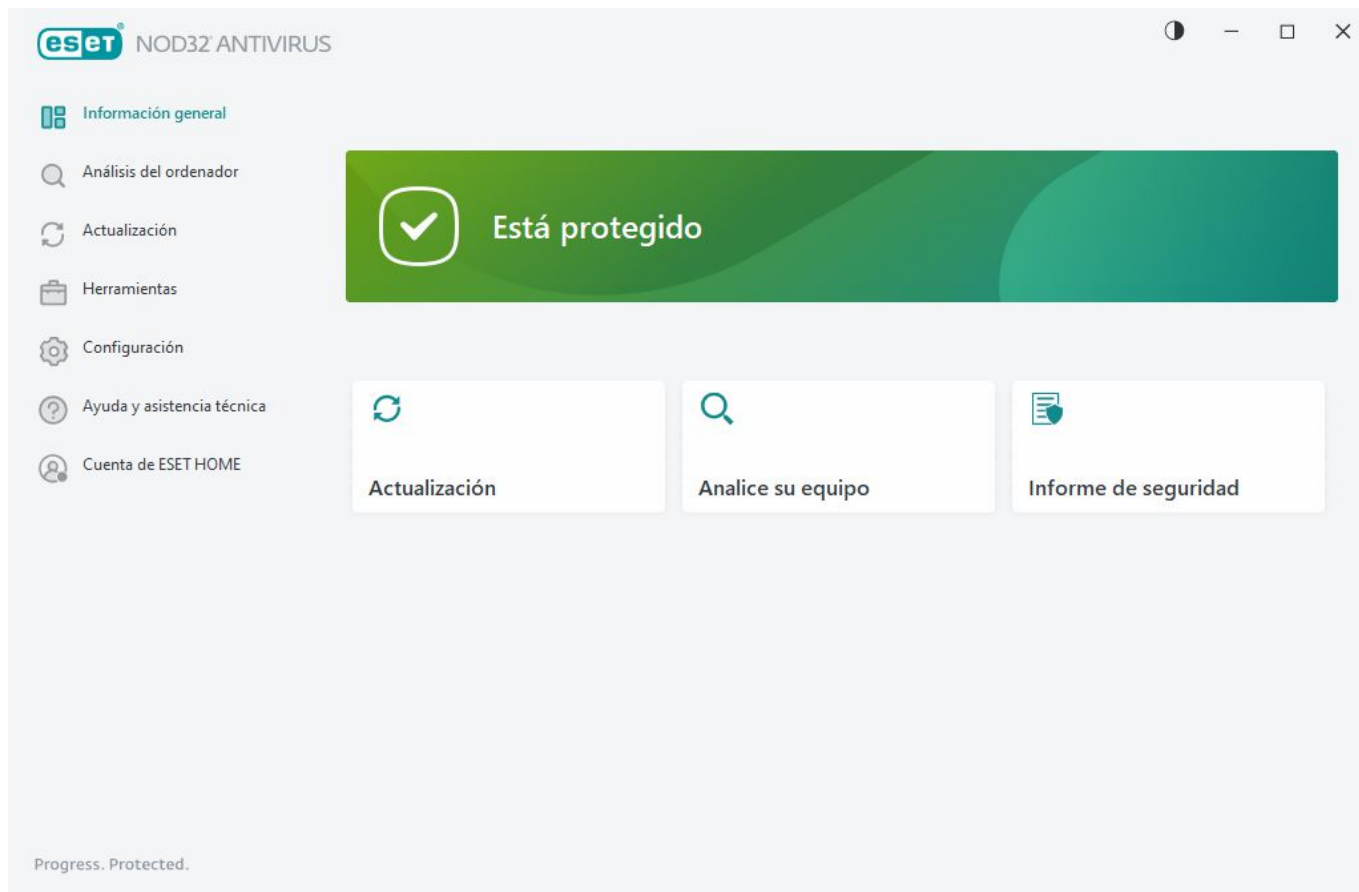 eset® NOD32® ANTIVIRUS
Información general
Análisis del ordenador
Actualización
Herramientas
Configuración
Ayuda y asistencia técnica
Cuenta de ESET HOME
Está protegido
Actualización
Analice su equipo
Informe de seguridad
Progress. Protected.